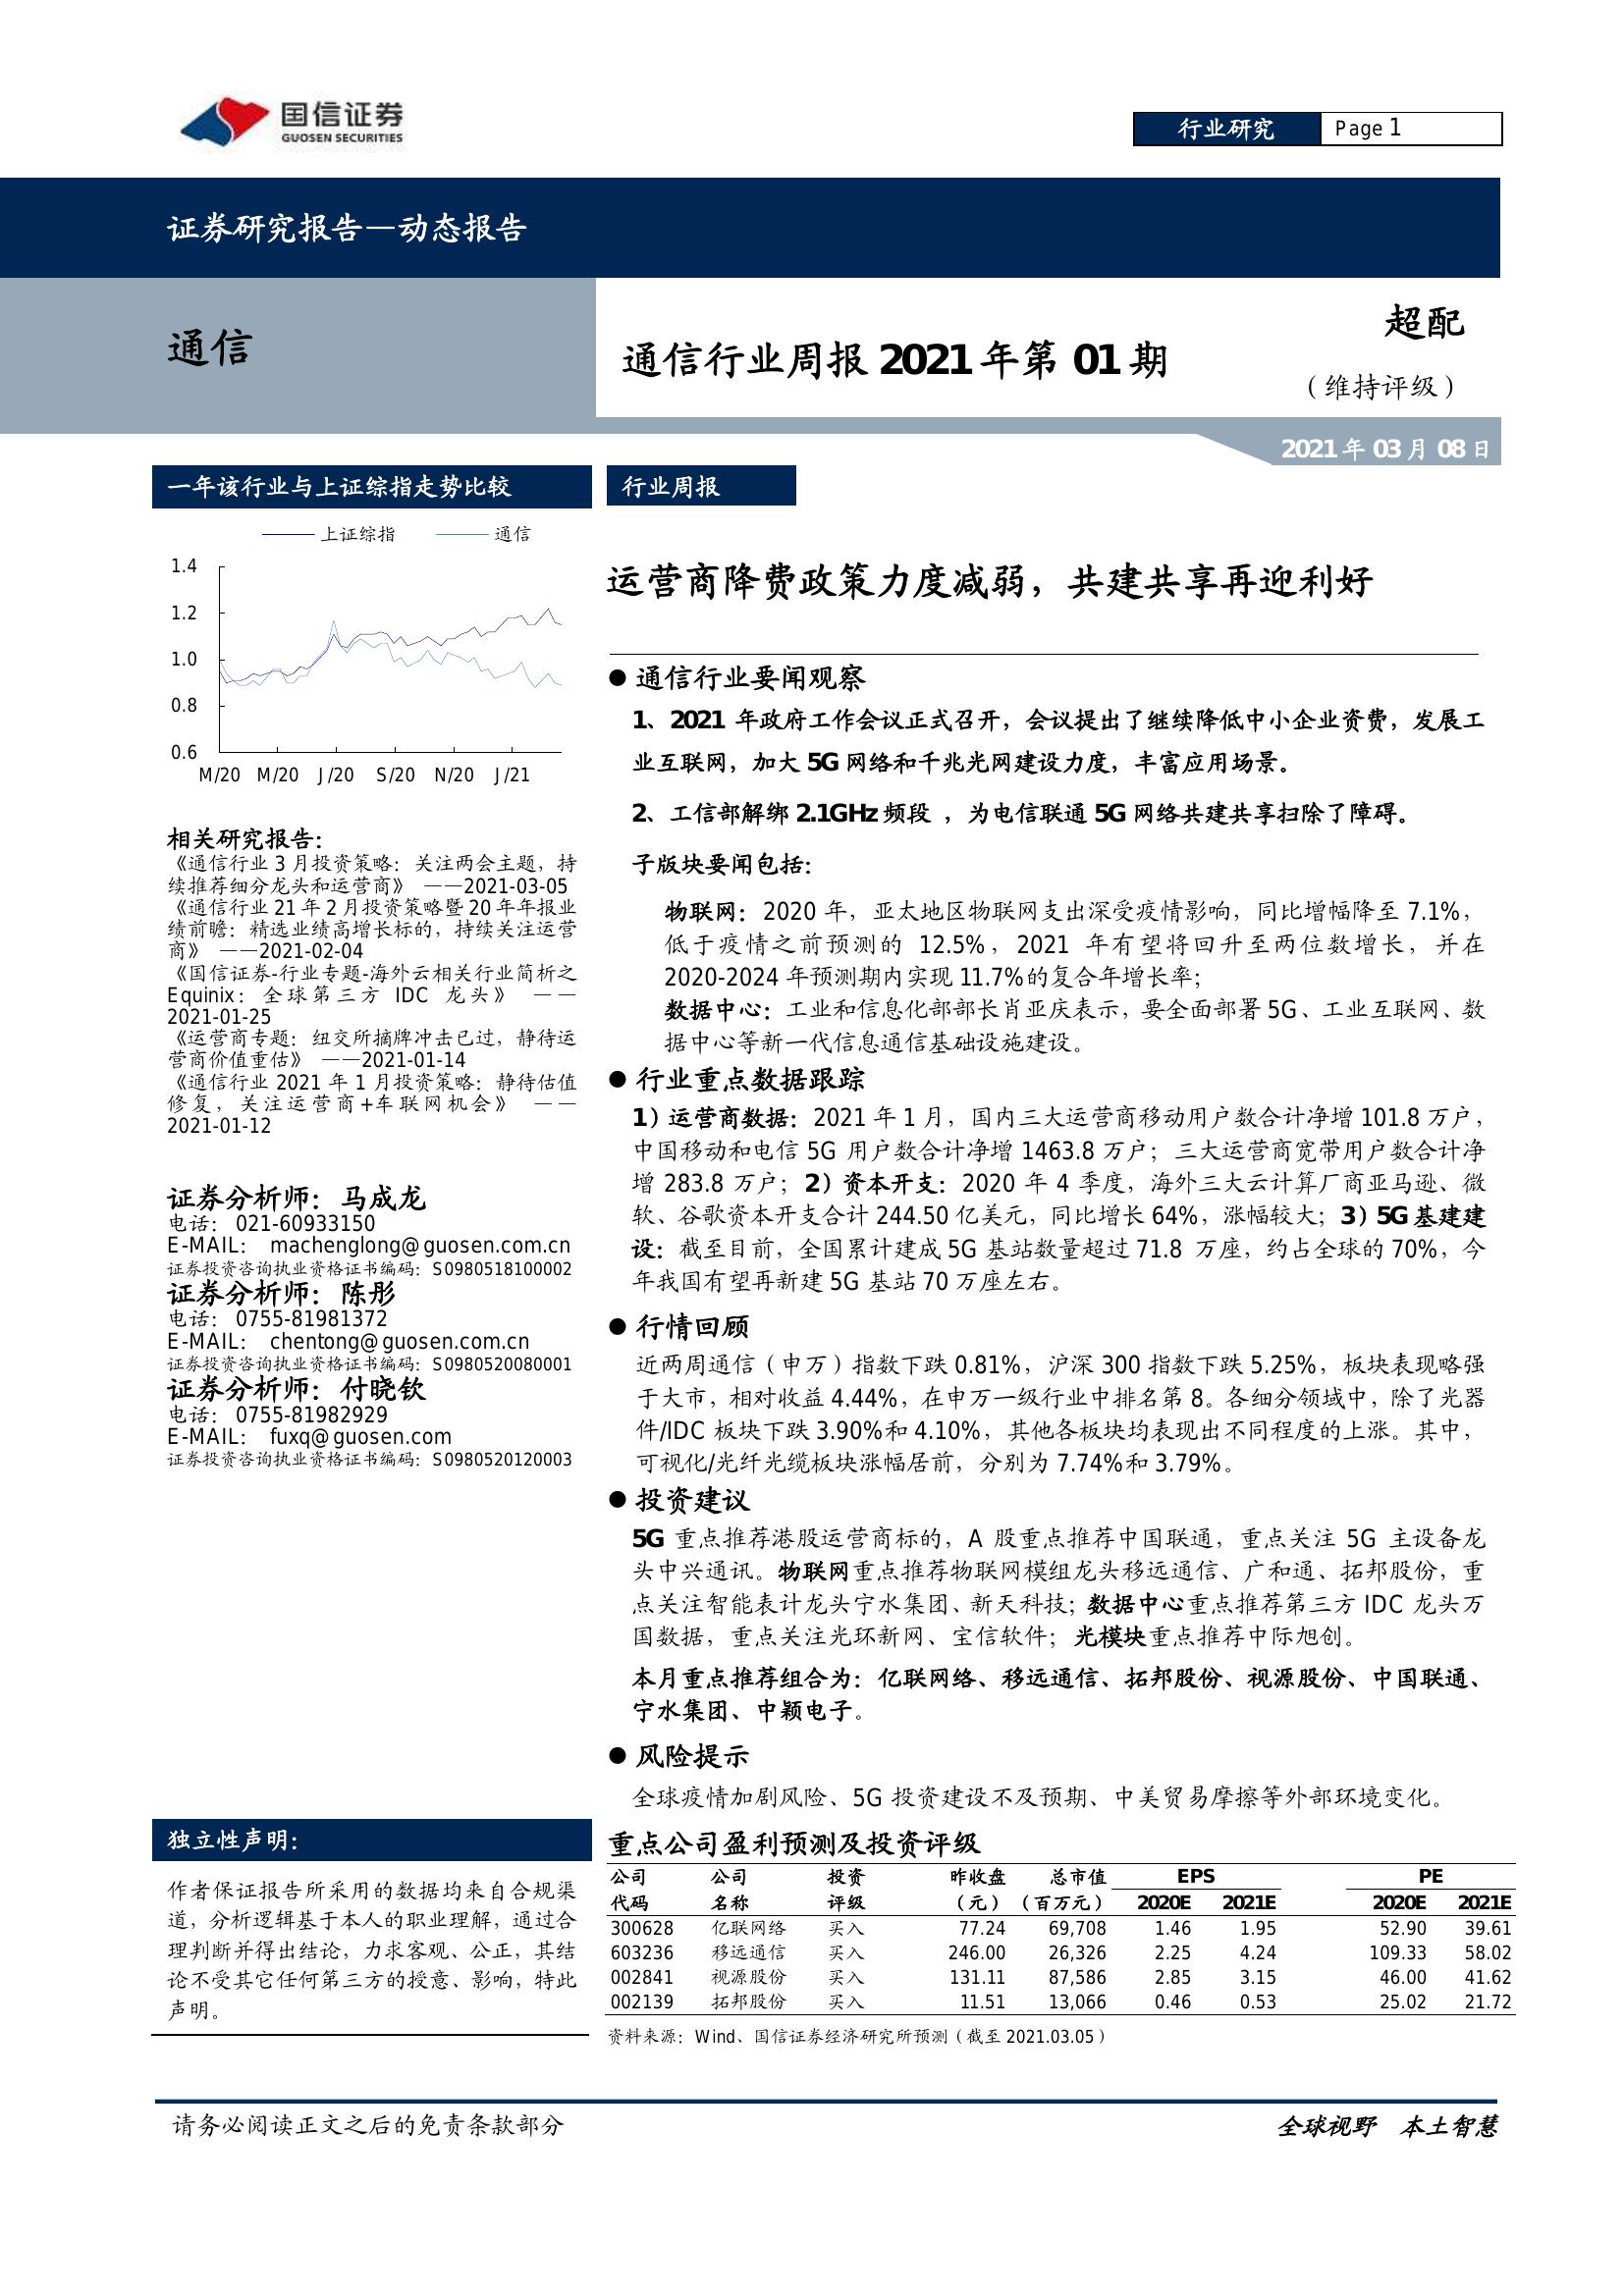 国信证券
GUOSEN SECURITIES
行业研究
Page 1
证券研究报告—动态报告
通信
通信行业周报 2021 年第 01 期
超配
（维持评级）
2021 年 03 月 08 日
一年该行业与上证综指走势比较
上证综指 通信
1.4
1.2
1.0
0.8
0.6
M/20 M/20 J/20 S/20 N/20 J/21
相关研究报告：
《通信行业 3 月投资策略：关注两会主题，持
续推荐细分龙头和运营商》 ——2021-03-05
《通信行业 21 年 2 月投资策略暨 20 年年报业
绩前瞻：精选业绩高增长标的，持续关注运营
商》 ——2021-02-04
《国信证券-行业专题-海外云相关行业简析之
Equinix：全球第三方 IDC 龙头》 ——
2021-01-25
《运营商专题：纽交所摘牌冲击已过，静待运
营商价值重估》 ——2021-01-14
《通信行业 2021 年 1 月投资策略：静待估值
修复，关注运营商+车联网机会》 ——
2021-01-12
证券分析师：马成龙
电话： 021-60933150
E-MAIL： machenglong@guosen.com.cn
证券投资咨询执业资格证书编码：S0980518100002
证券分析师：陈彤
电话： 0755-81981372
E-MAIL： chentong@guosen.com.cn
证券投资咨询执业资格证书编码：S0980520080001
证券分析师：付晓钦
电话： 0755-81982929
E-MAIL： fuxq@guosen.com
证券投资咨询执业资格证书编码：S0980520120003
独立性声明：
作者保证报告所采用的数据均来自合规渠
道，分析逻辑基于本人的职业理解，通过合
理判断并得出结论，力求客观、公正，其结
论不受其它任何第三方的授意、影响，特此
声明。
行业周报
运营商降费政策力度减弱，共建共享再迎利好
● 通信行业要闻观察
1、2021 年政府工作会议正式召开，会议提出了继续降低中小企业资费，发展工
业互联网，加大 5G 网络和千兆光网建设力度，丰富应用场景。
2、工信部解绑 2.1GHz 频段 ，为电信联通 5G 网络共建共享扫除了障碍。
子版块要闻包括：
物联网：2020 年，亚太地区物联网支出深受疫情影响，同比增幅降至 7.1%，
低于疫情之前预测的 12.5%，2021 年有望将回升至两位数增长，并在
2020-2024 年预测期内实现 11.7%的复合年增长率；
数据中心：工业和信息化部部长肖亚庆表示，要全面部署 5G、工业互联网、数
据中心等新一代信息通信基础设施建设。
● 行业重点数据跟踪
1）运营商数据：2021 年 1 月，国内三大运营商移动用户数合计净增 101.8 万户，
中国移动和电信 5G 用户数合计净增 1463.8 万户；三大运营商宽带用户数合计净
增 283.8 万户；2）资本开支：2020 年 4 季度，海外三大云计算厂商亚马逊、微
软、谷歌资本开支合计 244.50 亿美元，同比增长 64%，涨幅较大；3）5G 基建建
设：截至目前，全国累计建成 5G 基站数量超过 71.8 万座，约占全球的 70%，今
年我国有望再新建 5G 基站 70 万座左右。
● 行情回顾
近两周通信（申万）指数下跌 0.81%，沪深 300 指数下跌 5.25%，板块表现略强
于大市，相对收益 4.44%，在申万一级行业中排名第 8。各细分领域中，除了光器
件/IDC 板块下跌 3.90%和 4.10%，其他各板块均表现出不同程度的上涨。其中，
可视化/光纤光缆板块涨幅居前，分别为 7.74%和 3.79%。
● 投资建议
5G 重点推荐港股运营商标的，A 股重点推荐中国联通，重点关注 5G 主设备龙
头中兴通讯。物联网重点推荐物联网模组龙头移远通信、广和通、拓邦股份，重
点关注智能表计龙头宁水集团、新天科技；数据中心重点推荐第三方 IDC 龙头万
国数据，重点关注光环新网、宝信软件；光模块重点推荐中际旭创。
本月重点推荐组合为：亿联网络、移远通信、拓邦股份、视源股份、中国联通、
宁水集团、中颖电子。
● 风险提示
全球疫情加剧风险、5G 投资建设不及预期、中美贸易摩擦等外部环境变化。
重点公司盈利预测及投资评级
公司 公司 投资 昨收盘 总市值 EPS PE
代码 名称 评级 （元） （百万元） 2020E 2021E 2020E 2021E
300628 亿联网络 买入 77.24 69,708 1.46 1.95 52.90 39.61
603236 移远通信 买入 246.00 26,326 2.25 4.24 109.33 58.02
002841 视源股份 买入 131.11 87,586 2.85 3.15 46.00 41.62
002139 拓邦股份 买入 11.51 13,066 0.46 0.53 25.02 21.72
资料来源：Wind、国信证券经济研究所预测（截至 2021.03.05）
请务必阅读正文之后的免责条款部分
全球视野 本土智慧